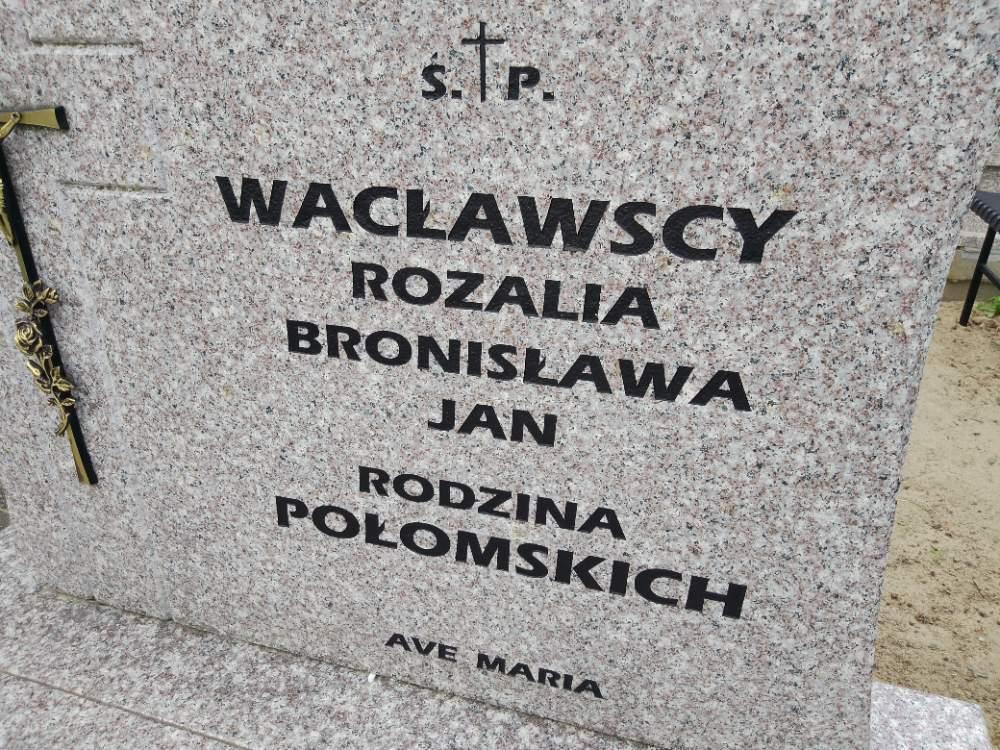 Ś. P.
WACŁAWSCY
ROZALIA
BRONISŁAWA
JAN
RODZINA
POŁOMSKICH
AVE MARIA